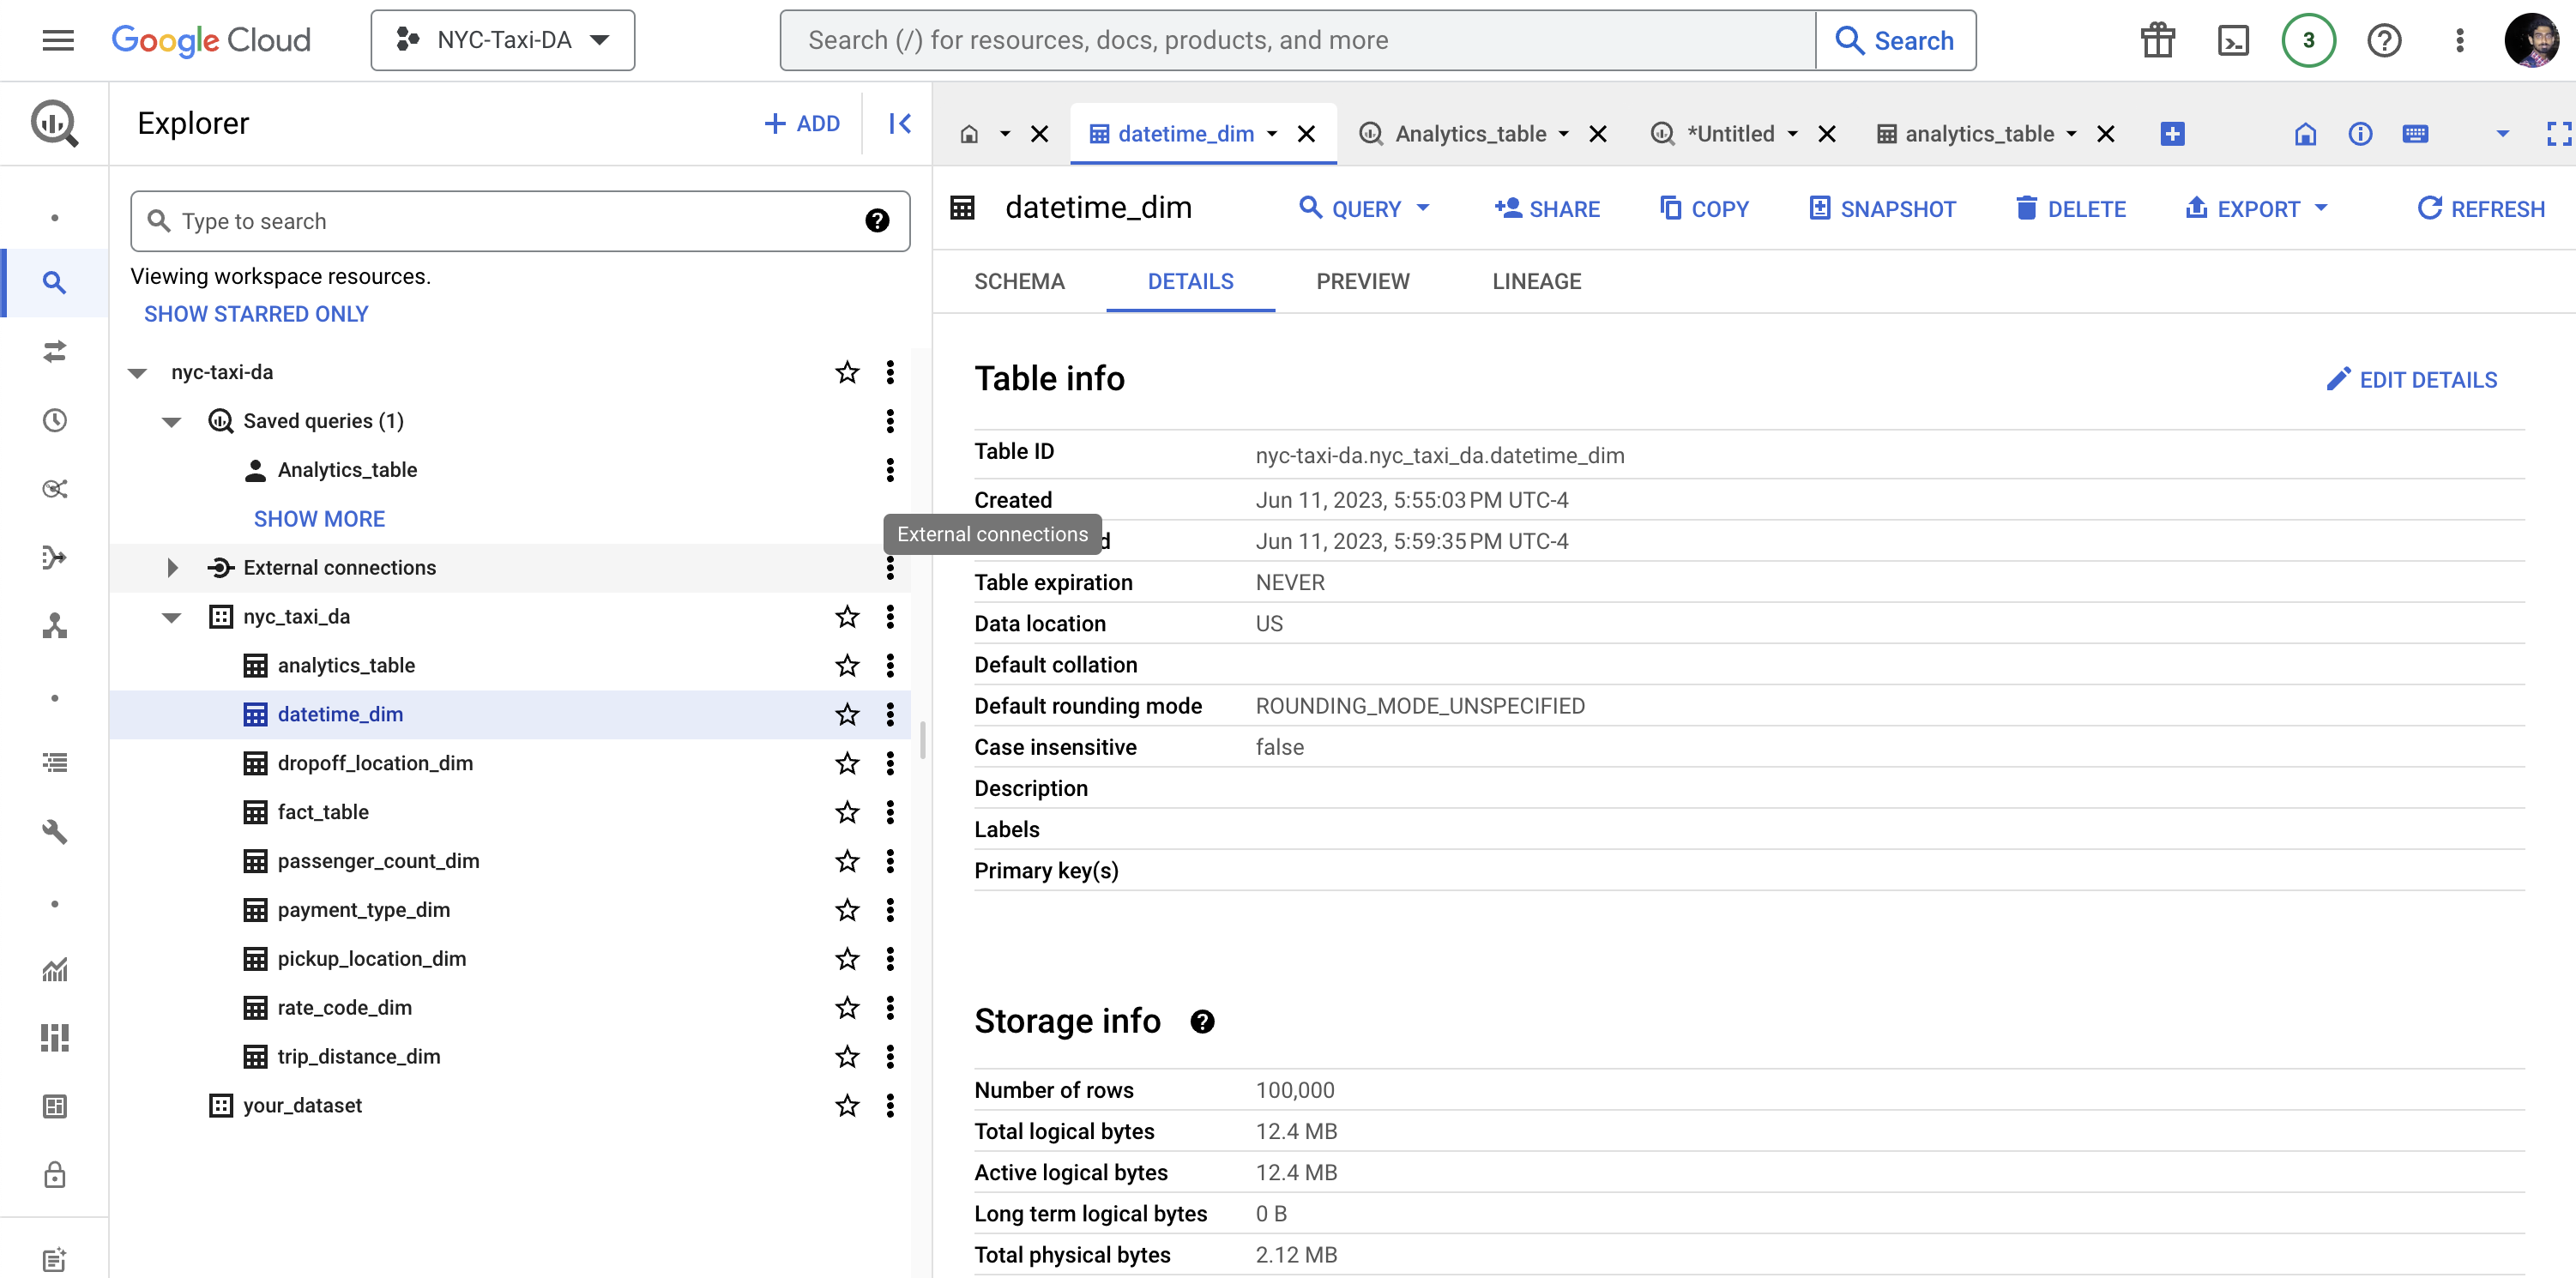 Google Cloud
NYC-Taxi-DA
Search (/) for resources, docs, products, and more
Search
3
Explorer
ADD
datetime_dim
Analytics_table
*Untitled
analytics_table
Type to search
Viewing workspace resources.
SHOW STARRED ONLY
nyc-taxi-da
Saved queries (1)
Analytics_table
SHOW MORE
External connections
nyc_taxi_da
analytics_table
datetime_dim
dropoff_location_dim
fact_table
passenger_count_dim
payment_type_dim
pickup_location_dim
rate_code_dim
trip_distance_dim
your_dataset
External connections
datetime_dim
QUERY
SHARE
COPY
SNAPSHOT
DELETE
EXPORT
REFRESH
SCHEMA
DETAILS
PREVIEW
LINEAGE
Table info
EDIT DETAILS
Table ID nyc-taxi-da.nyc_taxi_da.datetime_dim
Created Jun 11, 2023, 5:55:03 PM UTC-4
Jun 11, 2023, 5:59:35 PM UTC-4
Table expiration NEVER
Data location US
Default collation
Default rounding mode ROUNDING_MODE_UNSPECIFIED
Case insensitive false
Description
Labels
Primary key(s)
Storage info
Number of rows 100,000
Total logical bytes 12.4 MB
Active logical bytes 12.4 MB
Long term logical bytes 0 B
Total physical bytes 2.12 MB